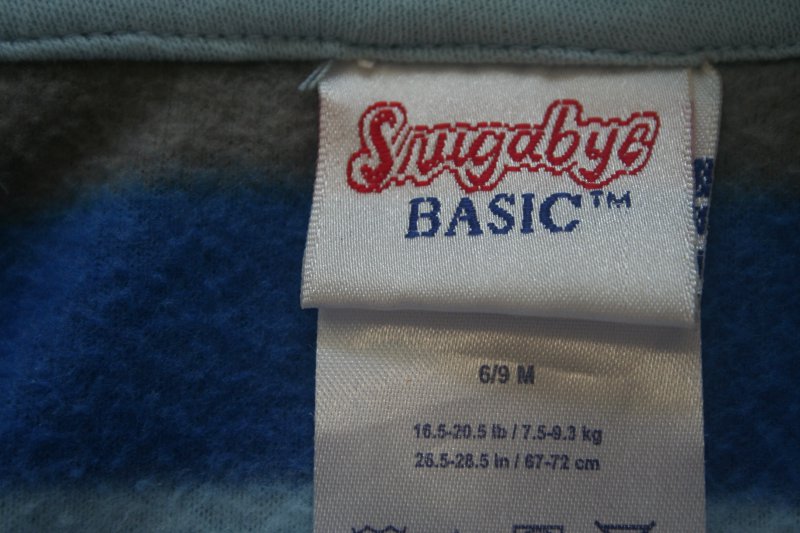 Snugabye
BASIC™
6/9 M
16.5-20.5 lb / 7.5-9.3 kg
26.5-28.5 in / 67-72 cm